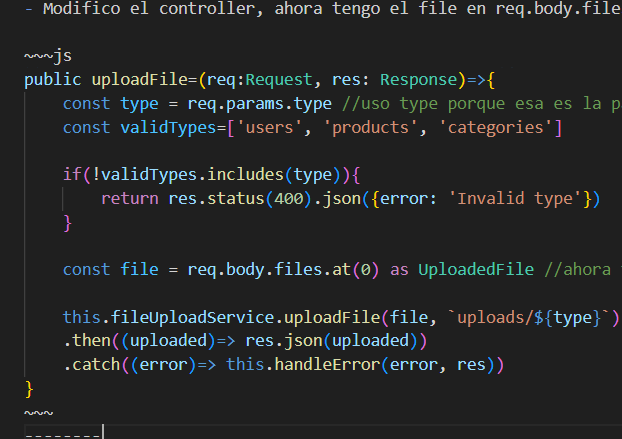 - Modifico el controller, ahora tengo el file en req.body.file
~~~js
public uploadFile=(req:Request, res: Response)=>{
const type = req.params.type //uso type porque esa es la
const validTypes=['users', 'products', 'categories']
if(!validTypes.includes(type)){
return res.status(400).json({error: 'Invalid type'})
}
const file = req.body.files.at(0) as UploadedFile //ahora
this.fileUploadService.uploadFile(file, `uploads/${type}`)
.then((uploaded)=> res.json(uploaded))
.catch((error)=> this.handleError(error, res))
}
~~~
--------